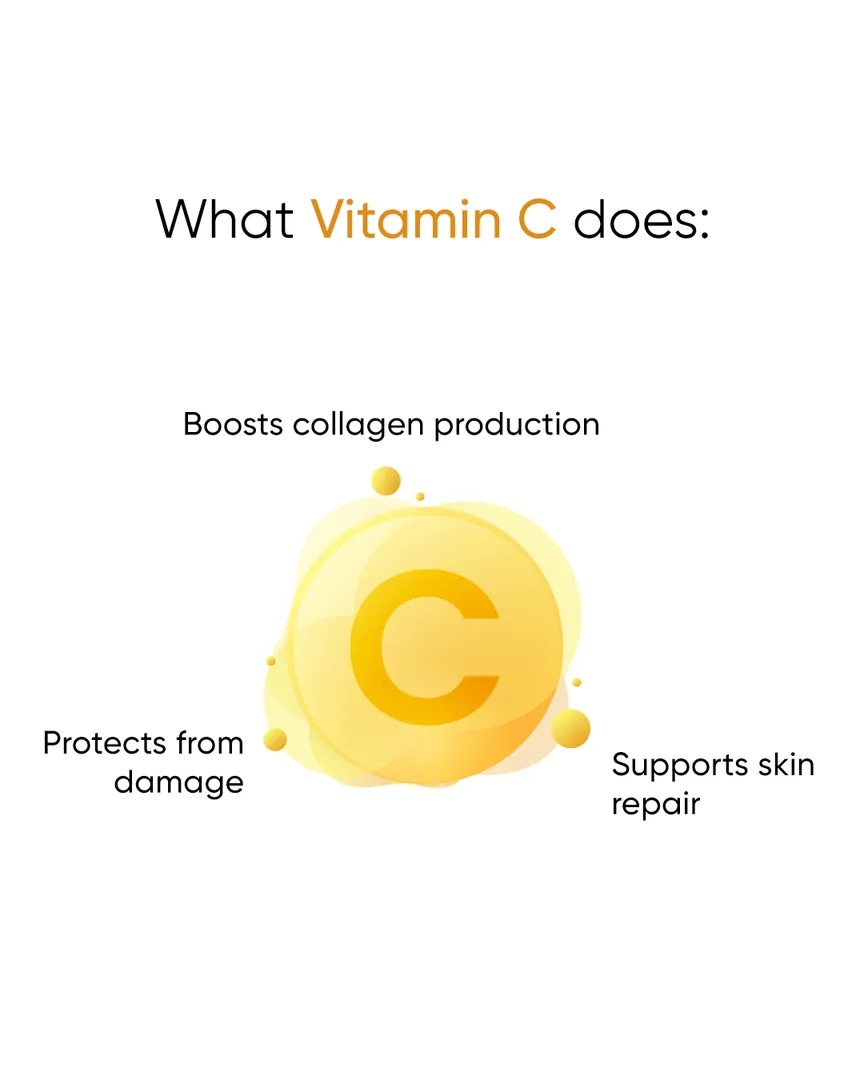 What Vitamin C does:
Boosts collagen production
C
Protects from
damage
Supports skin
repair